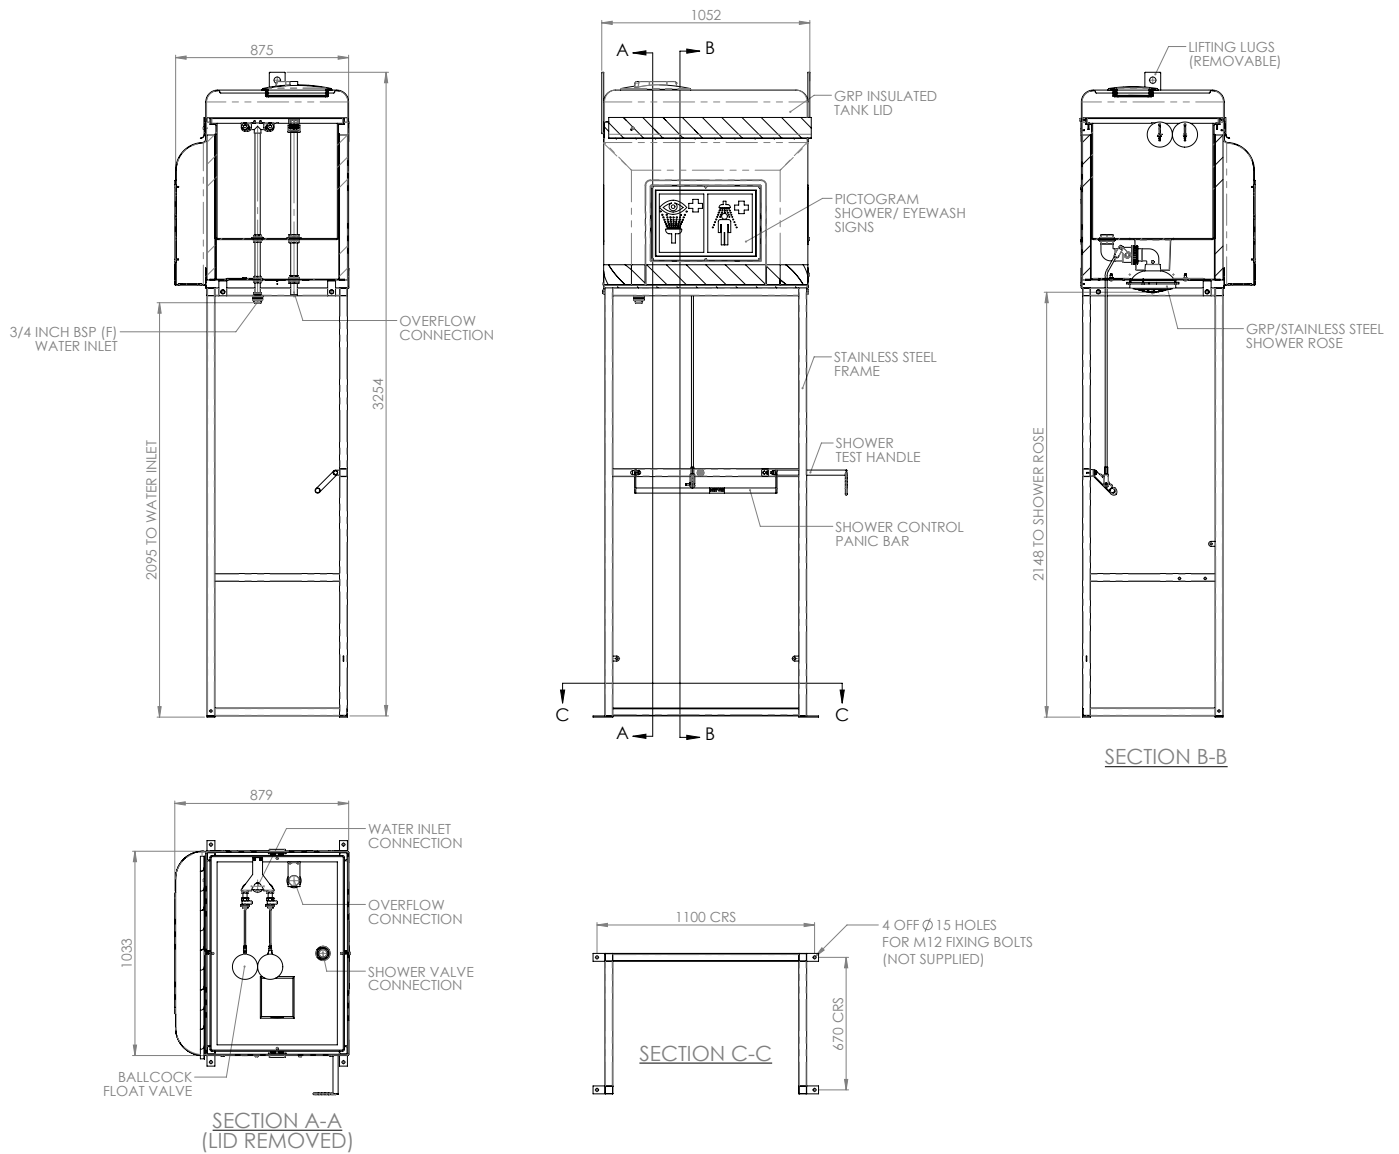 875
3/4 INCH BSP (F)
WATER INLET
OVERFLOW
CONNECTION
2095 TO WATER INLET
3254
1052
A
B
GRP INSULATED
TANK LID
PICTOGRAM
SHOWER/ EYEWASH
SIGNS
STAINLESS STEEL
FRAME
SHOWER
TEST HANDLE
SHOWER CONTROL
PANIC BAR
C
C
A
B
LIFTING LUGS
(REMOVABLE)
GRP/STAINLESS STEEL
SHOWER ROSE
2148 TO SHOWER ROSE
SECTION B-B
879
WATER INLET
CONNECTION
OVERFLOW
CONNECTION
1033
SHOWER VALVE
CONNECTION
BALLCOCK
FLOAT VALVE
SECTION A-A
(LID REMOVED)
1100 CRS
4 OFF Ø 15 HOLES
FOR M12 FIXING BOLTS
(NOT SUPPLIED)
670 CRS
SECTION C-C